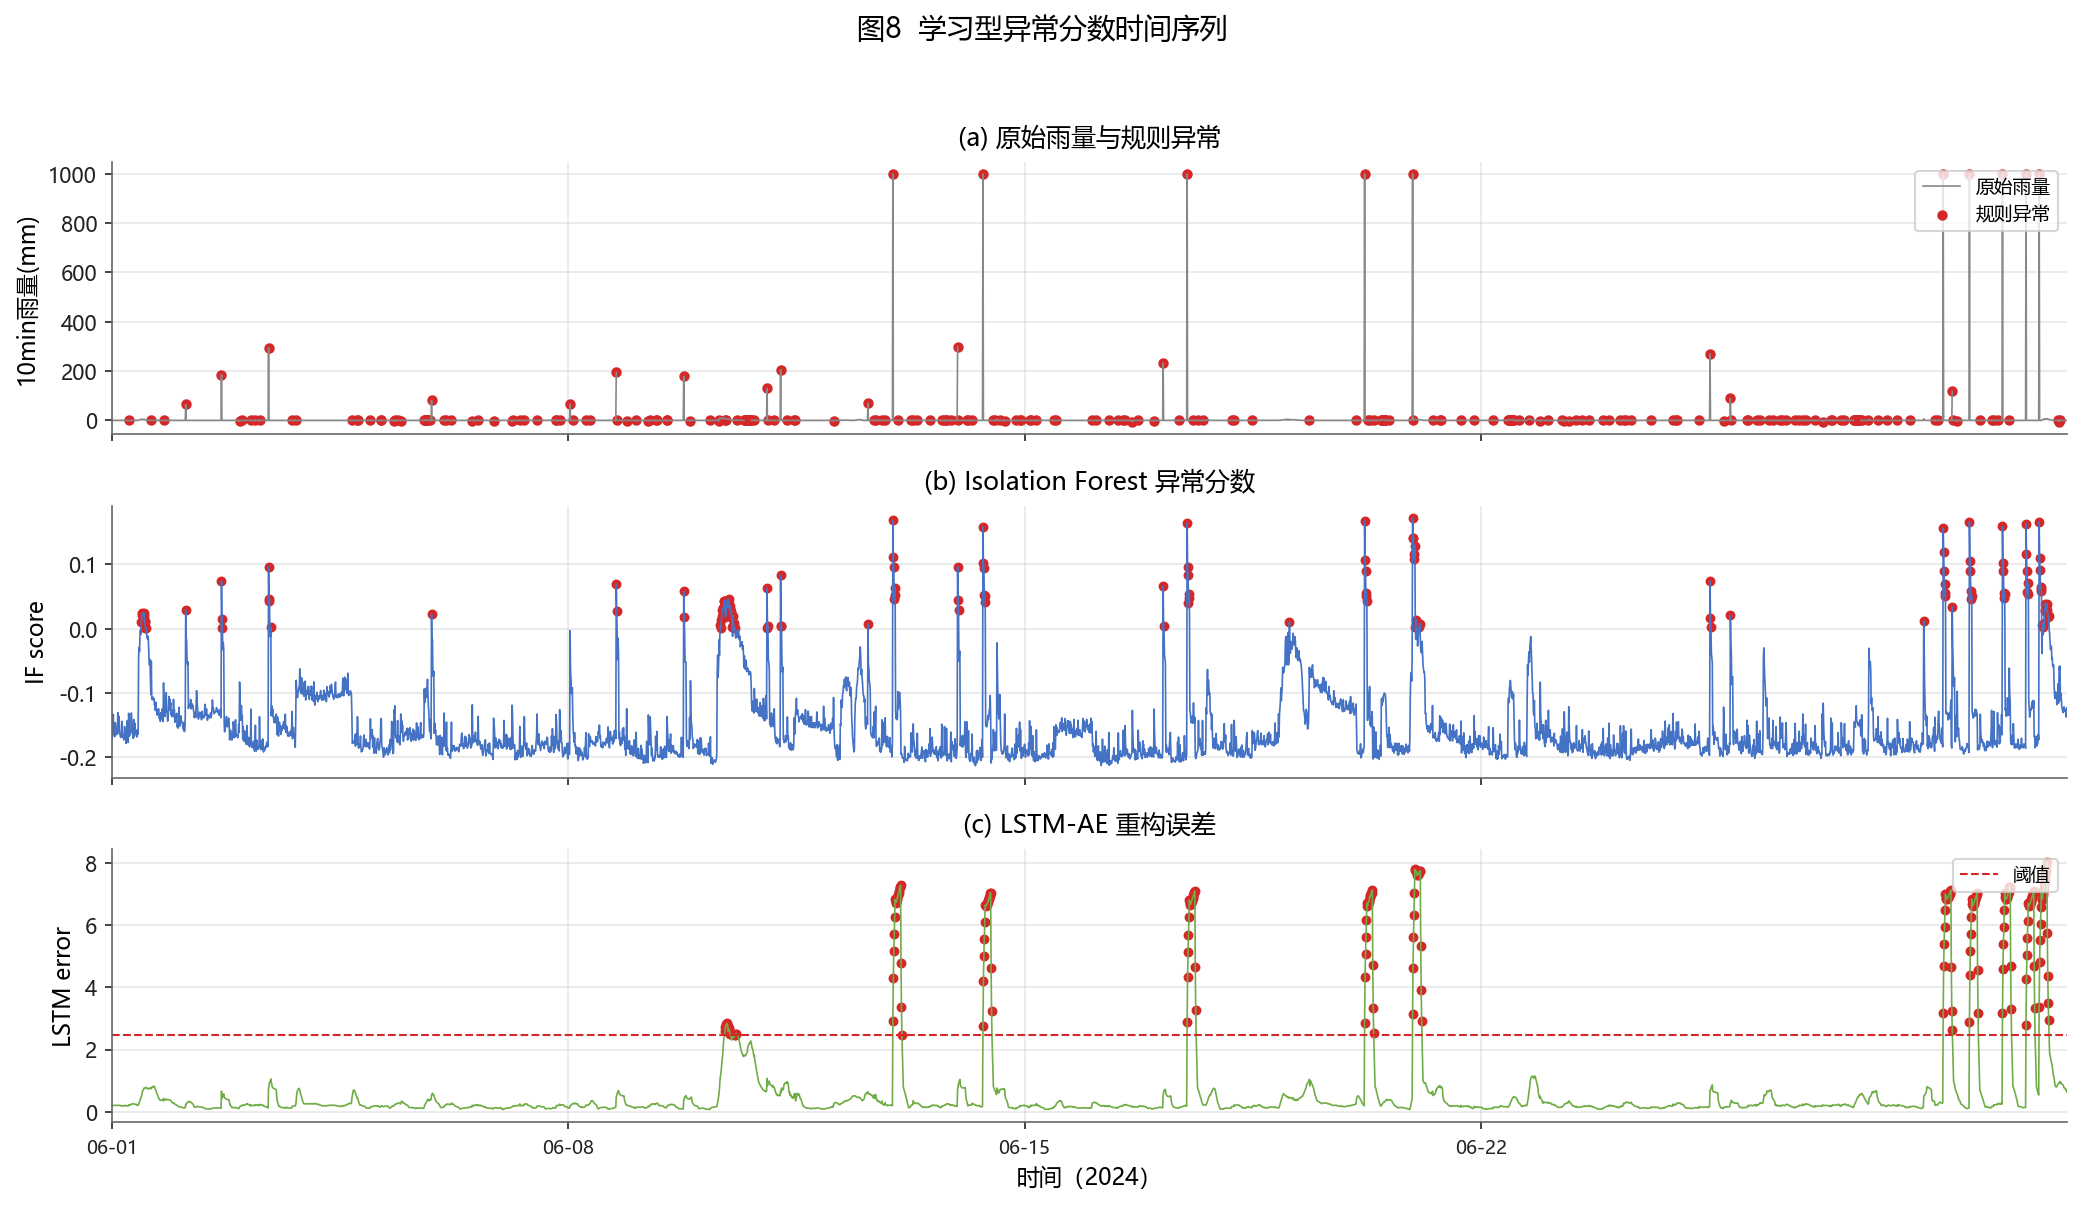 图8 学习型异常分数时间序列
(a) 原始雨量与规则异常
10min雨量(mm)
1000
800
600
400
200
0
原始雨量
规则异常
(b) Isolation Forest 异常分数
IF score
0.1
0.0
-0.1
-0.2
(c) LSTM-AE 重构误差
LSTM error
8
6
4
2
0
阈值
06-01
06-08
06-15
06-22
时间（2024）